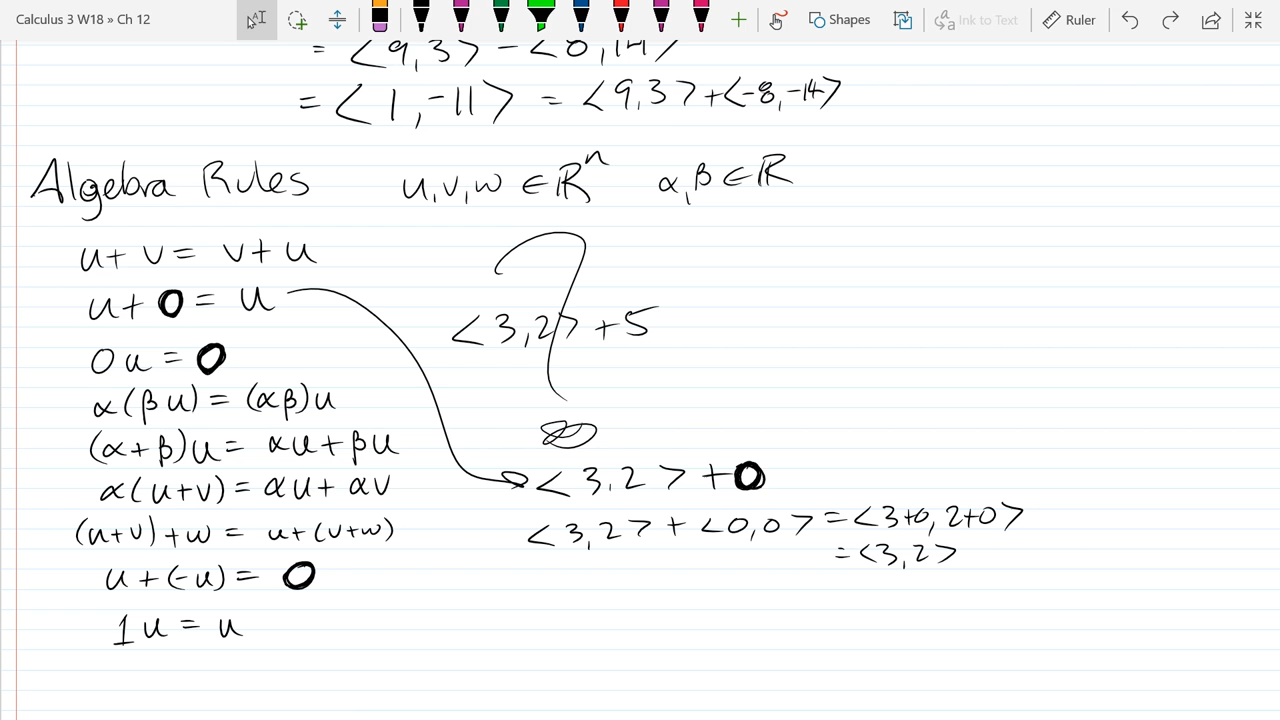 Calculus 3 W18 » Ch 12
Shapes
Ink to Text
Ruler
= <9,3> - <8,14>
= <1,-11> = <9,3> + <-8,-14>
Algebra Rules u,v,w ∈ ℝⁿ α,β ∈ ℝ
u + v = v + u
u + 0 = u
<3,2> + 5
0u = 0
α(βu) = (αβ)u
(α+β)u = αu + βu
α(u+v) = αu + αv
<3,2> + 0
(u+v)+w = u+(v+w)
<3,2> + <0,0> = <3+0, 2+0>
= <3,2>
u + (-u) = 0
1u = u